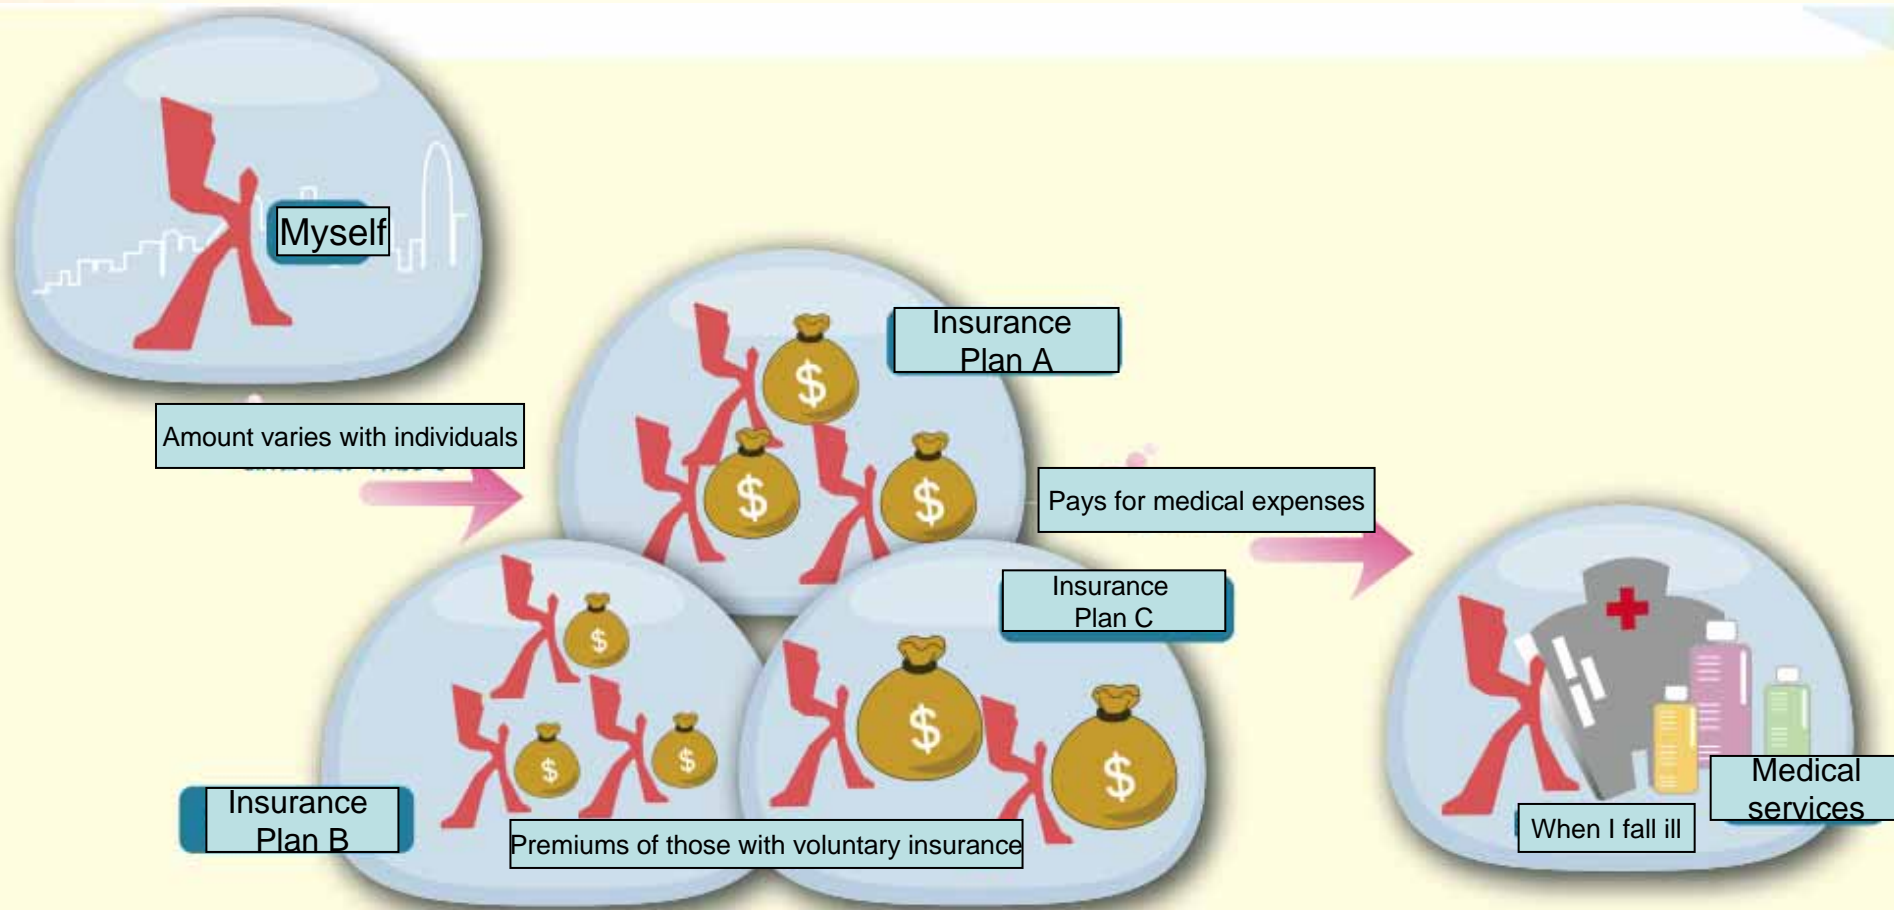 Myself
Insurance
Plan A
Amount varies with individuals
$
$
$
Pays for medical expenses
Insurance
Plan C
$
$
$
$
$
Insurance
Plan B
Premiums of those with voluntary insurance
When I fall ill
Medical
services